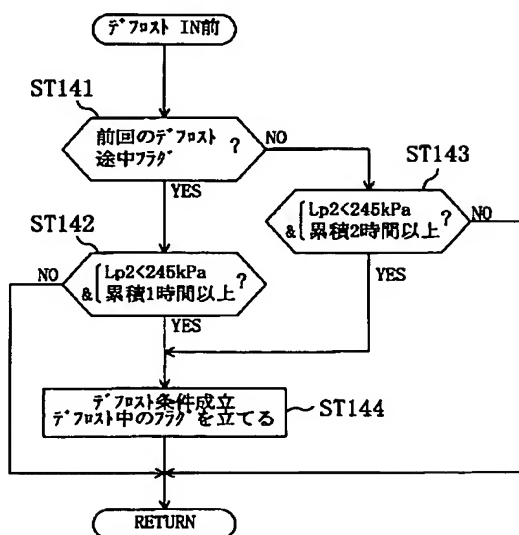 ﾃﾞﾌﾛｽﾄ IN前
ST141
前回のﾃﾞﾌﾛｽﾄ
途中ﾌﾗｸﾞ ?
NO
ST143
YES
Lp2<245kPa
& 累積2時間以上 ?
NO
ST142
YES
Lp2<245kPa
& 累積1時間以上 ?
NO
YES
ﾃﾞﾌﾛｽﾄ条件成立
ﾃﾞﾌﾛｽﾄ中のﾌﾗｸﾞを立てる
ST144
RETURN